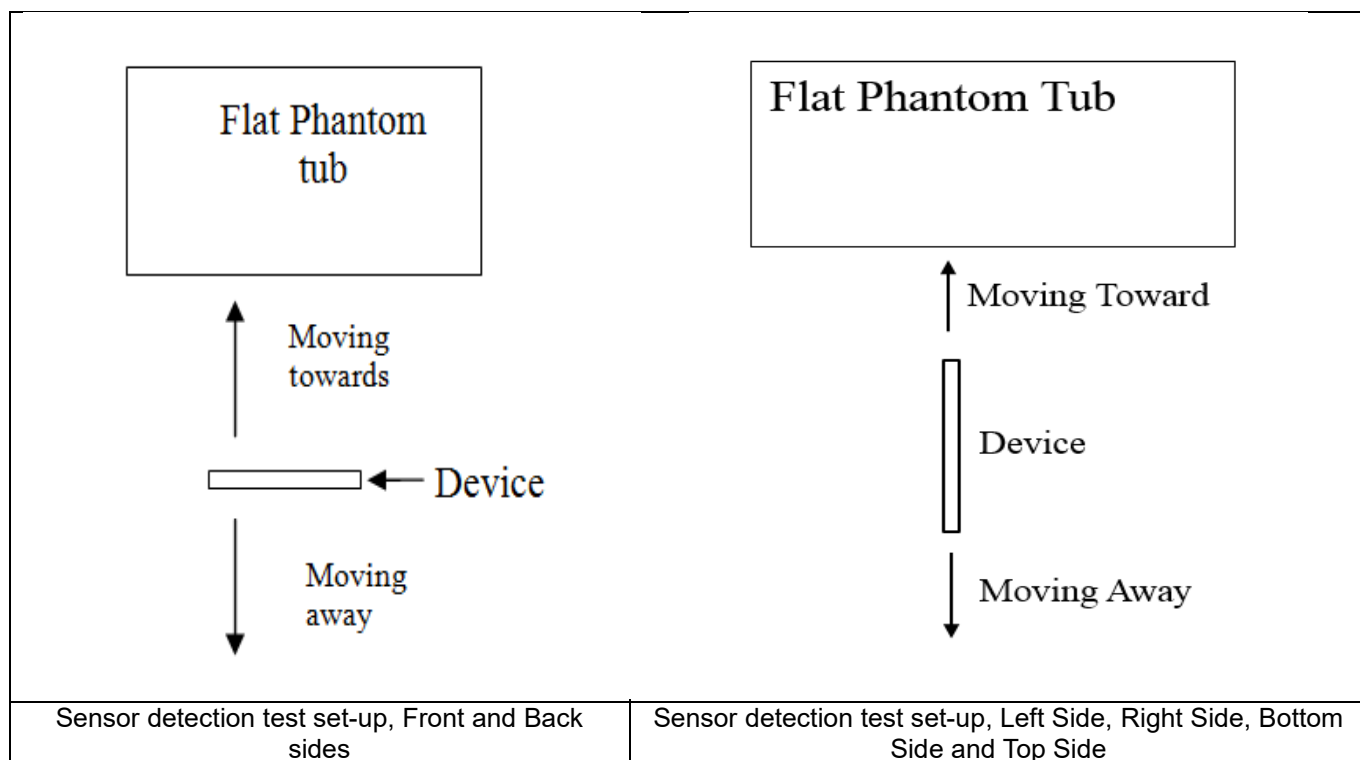 Flat Phantom
tub
Moving
towards
Device
Moving
away
Flat Phantom Tub
Moving Toward
Device
Moving Away
Sensor detection test set-up, Front and Back
sides
Sensor detection test set-up, Left Side, Right Side, Bottom
Side and Top Side